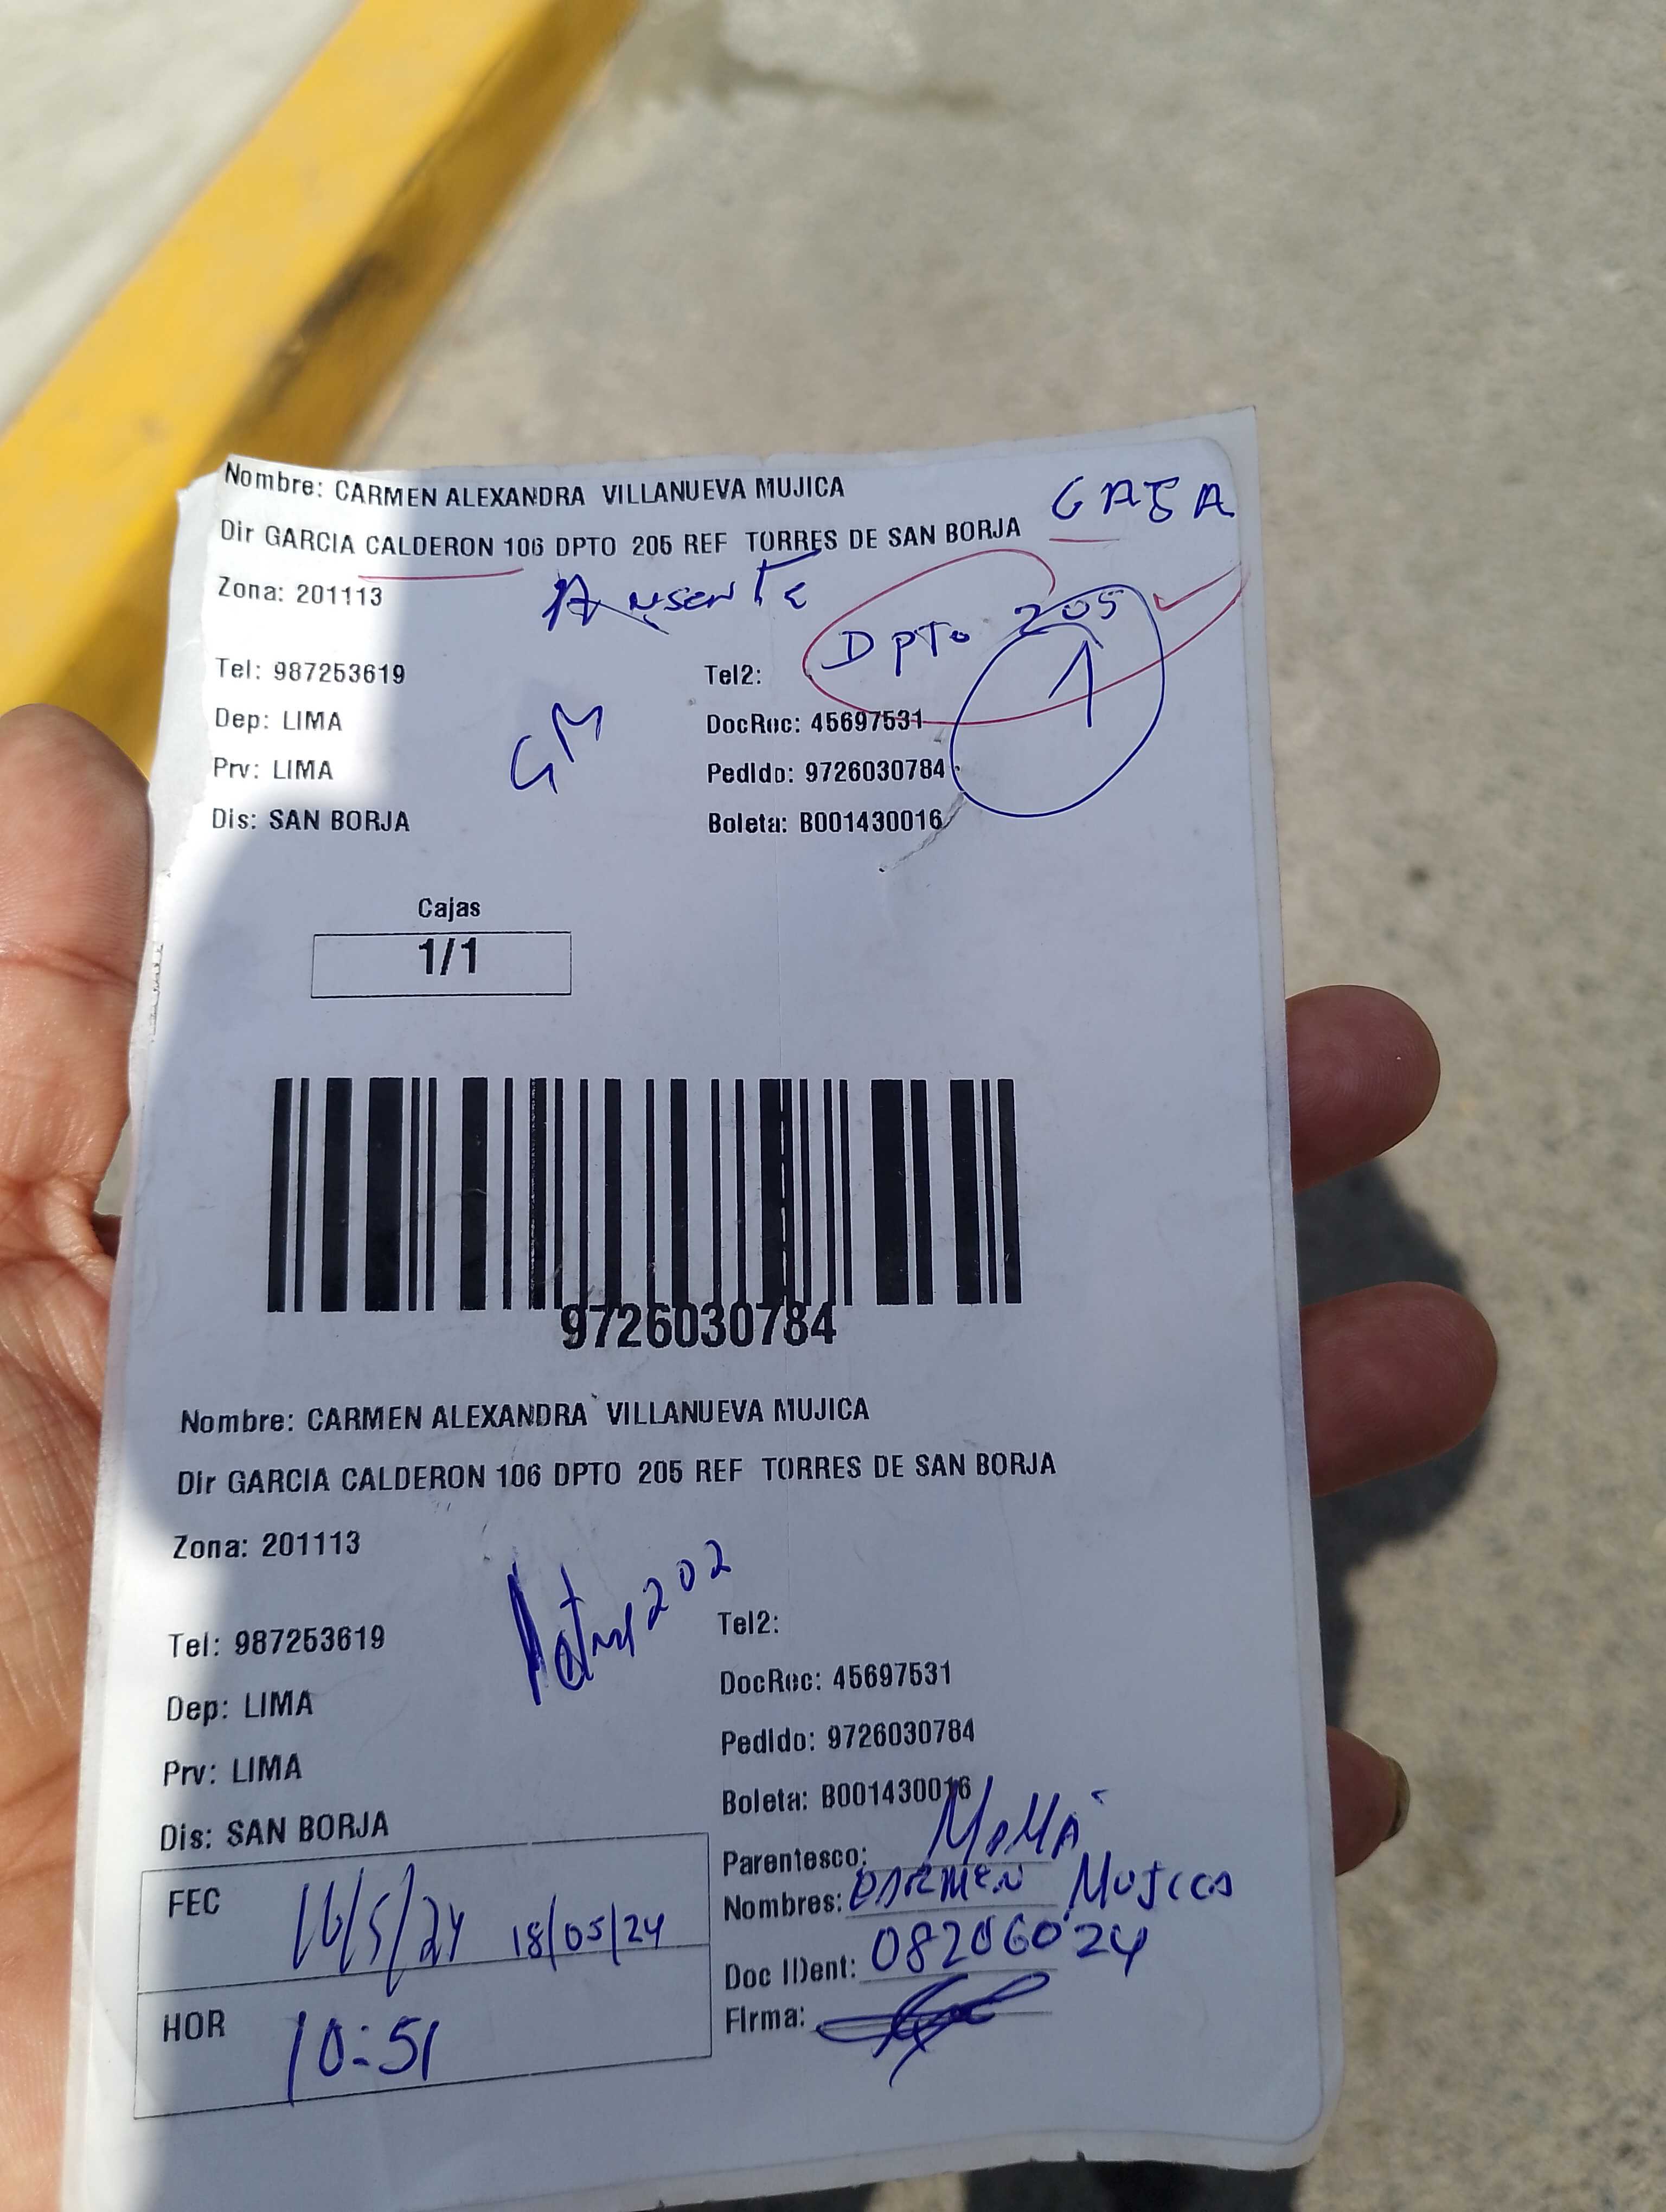 Nombre: CARMEN ALEXANDRA VILLANUEVA MUJICA
CAJA
Dir GARCIA CALDERON 106 DPTO 205 REF TORRES DE SAN BORJA
Zona: 201113
Ausente
DPTO 205
1
Tel: 987253619
Tel2:
GM
Dep: LIMA
DocRec: 45697531
Prv: LIMA
PedIdo: 9726030784
Dis: SAN BORJA
Boleta: B001430016
Cajas
1/1
9726030784
Nombre: CARMEN ALEXANDRA VILLANUEVA MUJICA
DIr GARCIA CALDERON 106 DPTO 205 REF TORRES DE SAN BORJA
Zona: 201113
202
Tel: 987253619
Tel2:
Dep: LIMA
DocRec: 45697531
Prv: LIMA
PedIdo: 9726030784
Dis: SAN BORJA
Boleta: B001430016
Parentesco: MAMÁ
FEC 16/5/24 18/05/24
Nombres: CARMEN MUJICA
Doc IDent: 08206024
HOR 10:51
FIrma: